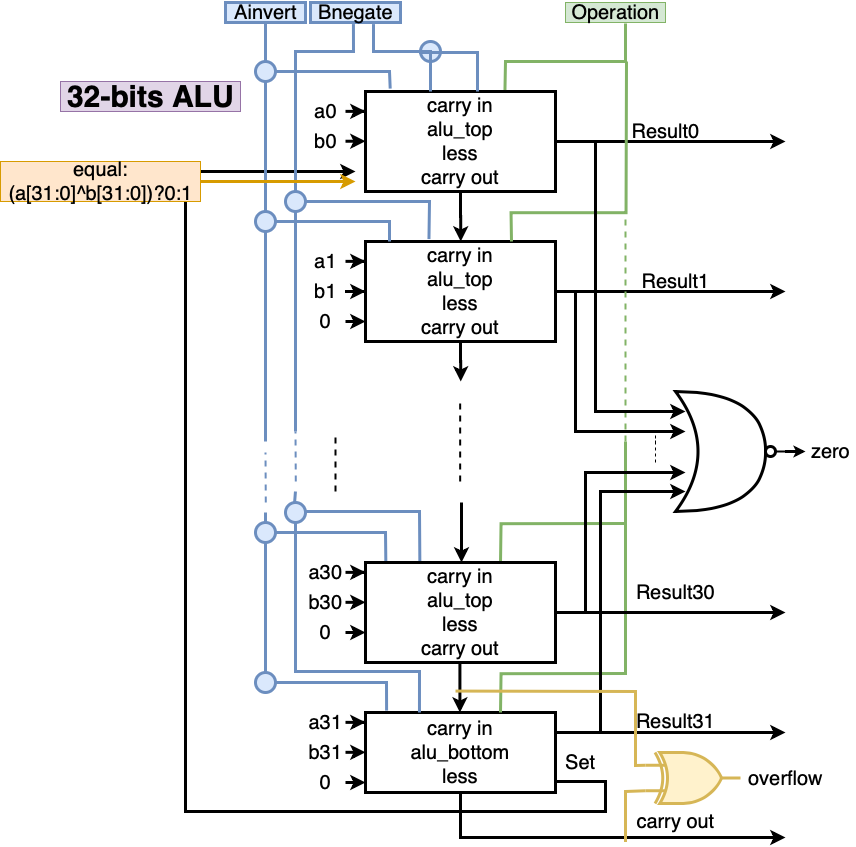 Ainvert
Bnegate
Operation
32-bits ALU
a0
b0
carry in
alu_top
less
carry out
Result0
equal:
(a[31:0]^b[31:0])?0:1
a1
b1
0
carry in
alu_top
less
carry out
Result1
zero
a30
b30
0
carry in
alu_top
less
carry out
Result30
a31
b31
0
carry in
alu_bottom
less
Result31
Set
overflow
carry out